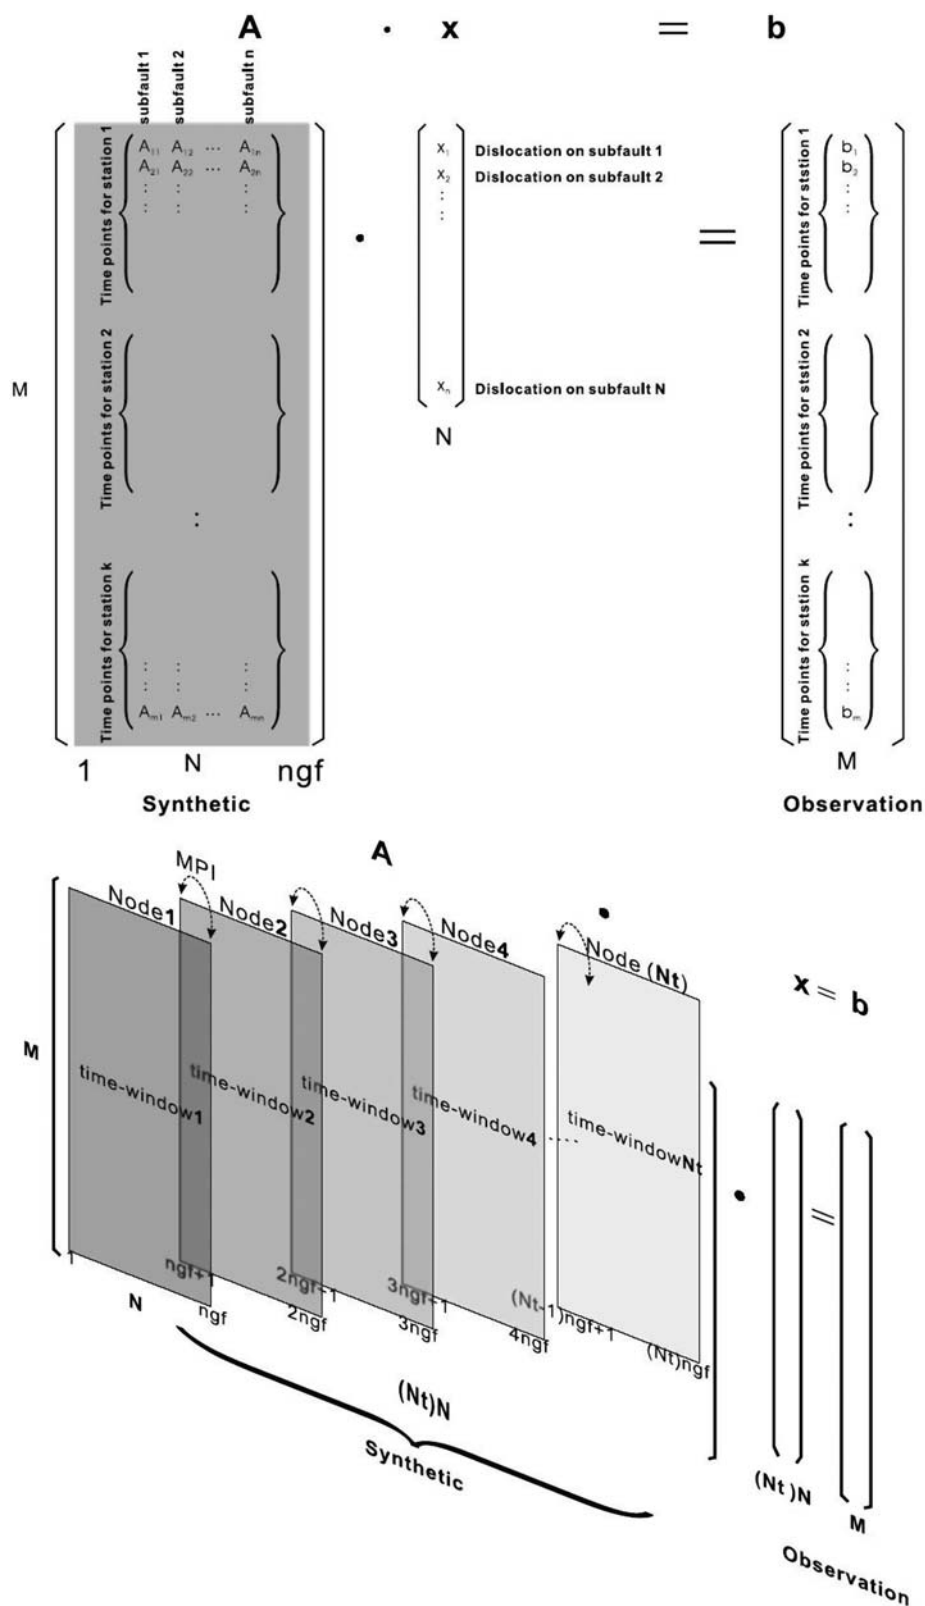 A · x = b
subfault 1
subfault 2
subfault n
Time points for station 1
A11 A12 ... A1n
A21 A22 ... A2n
: : :
: : :
Time points for station 2
:
Time points for station k
: : :
: : :
Am1 Am2 ... Amn
M
N
1 ngf
Synthetic
·
x1 Dislocation on subfault 1
x2 Dislocation on subfault 2
:
:
xn Dislocation on subfault N
N
=
Time points for ststion 1
b1
b2
:
:
Time points for ststion 2
:
Time points for ststion k
:
:
bm
M
Observation
A
MPI
Node1 Node2 Node3 Node4 Node (Nt)
·
x = b
M
time-window1 time-window2 time-window3 time-window4 ..... time-windowNt
· =
1 ngf+1 2ngf+1 3ngf+1 (Nt-1)ngf+1
N ngf 2ngf 3ngf 4ngf (Nt)ngf
(Nt)N
Synthetic
(Nt)N
M
Observation